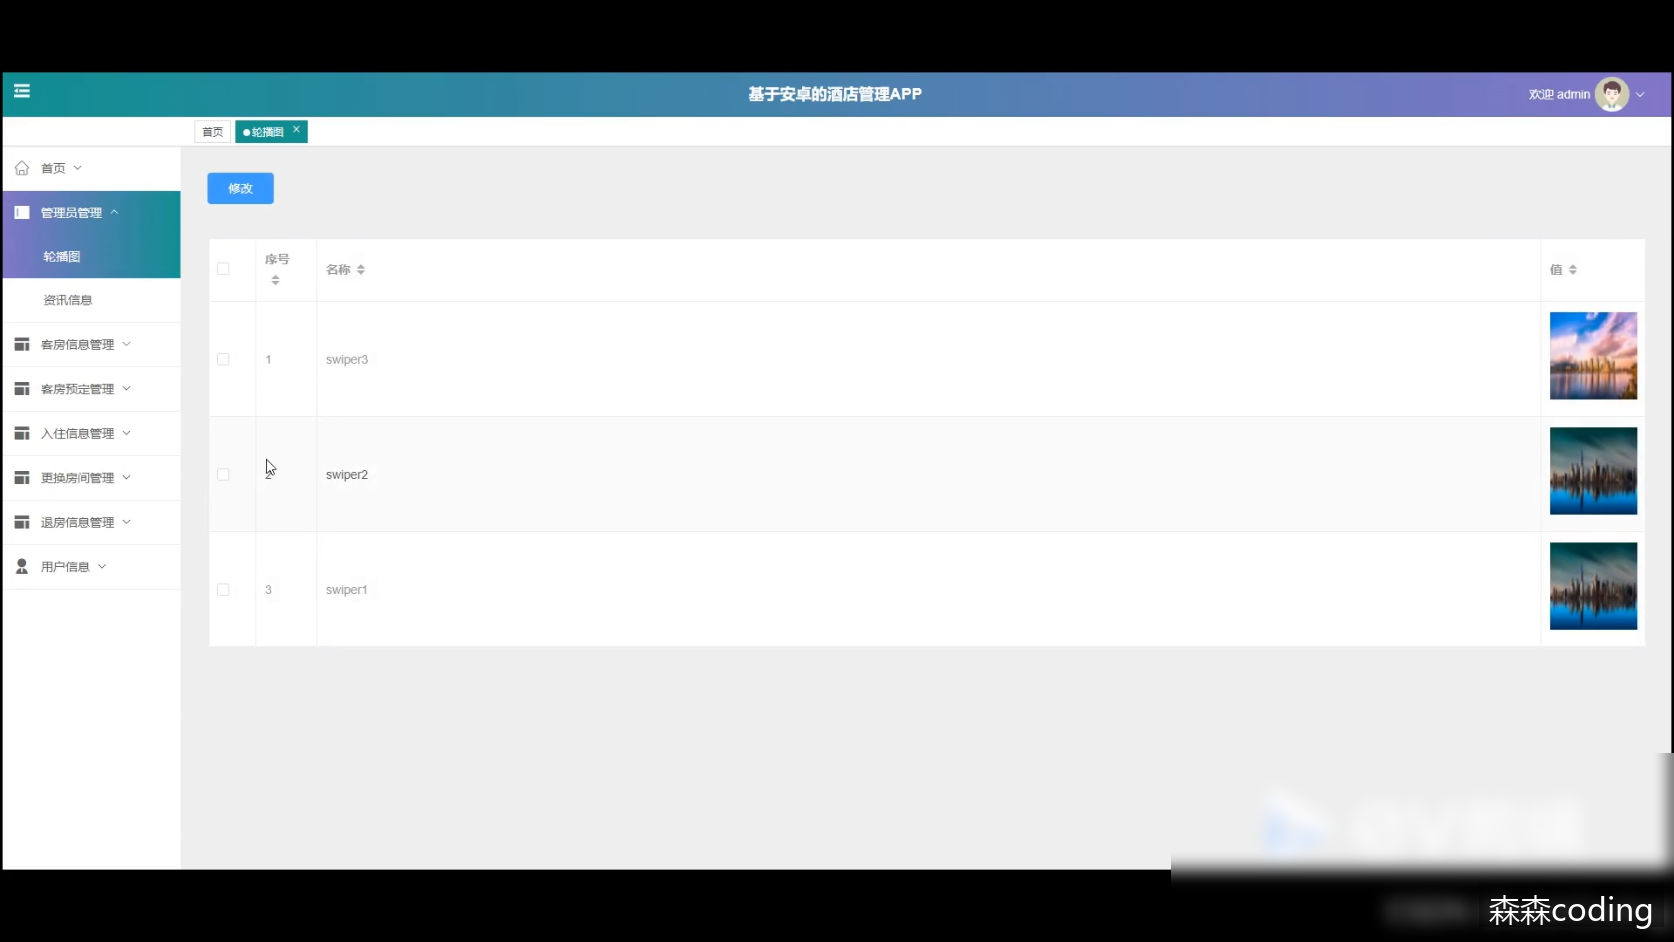 基于安卓的酒店管理APP
欢迎 admin
首页
轮播图
首页
管理员管理
轮播图
资讯信息
客房信息管理
客房预定管理
入住信息管理
更换房间管理
退房信息管理
用户信息
修改
序号
名称
值
1
swiper3
2
swiper2
3
swiper1
森森coding